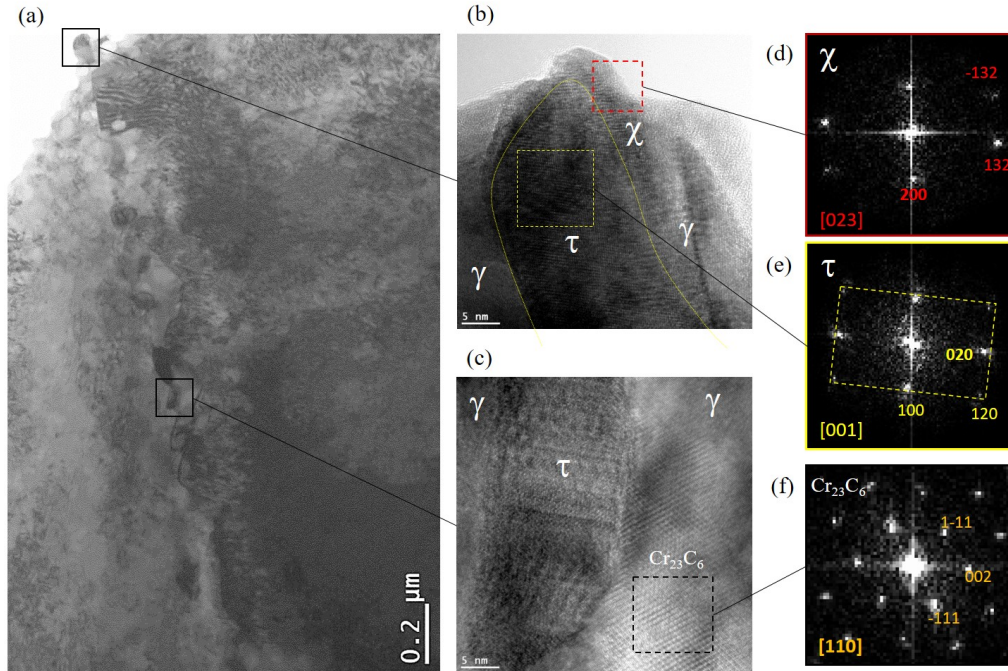 (a)
0.2 µm
(b)
χ
τ
γ
γ
5 nm
(c)
γ
γ
τ
Cr₂₃C₆
5 nm
(d)
χ
-132
132
200
[023]
(e)
τ
020
100
120
[001]
(f)
Cr₂₃C₆
1-11
002
-111
[110]